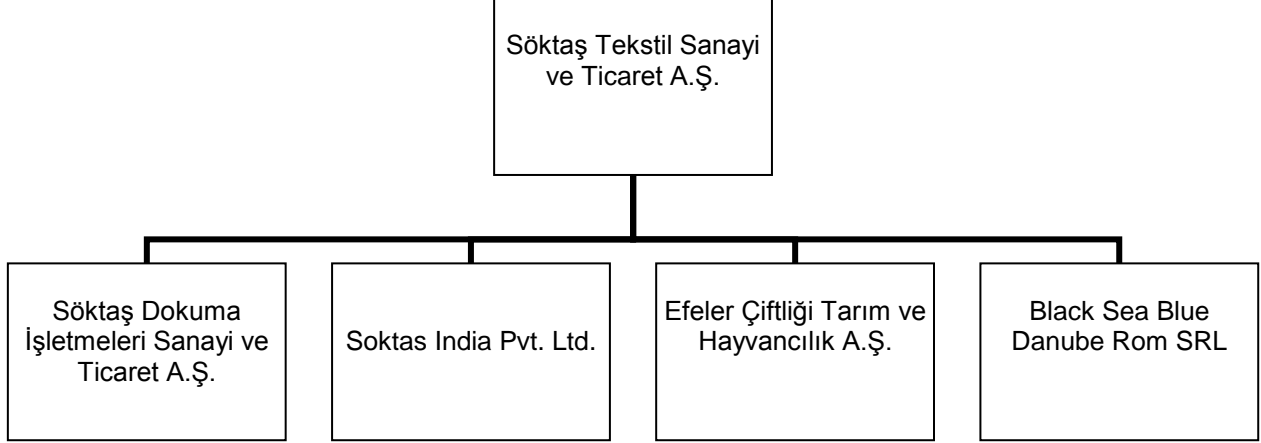 Söktaş Tekstil Sanayi
ve Ticaret A.Ş.
Söktaş Dokuma
İşletmeleri Sanayi ve
Ticaret A.Ş.
Soktas India Pvt. Ltd.
Efeler Çiftliği Tarım ve
Hayvancılık A.Ş.
Black Sea Blue
Danube Rom SRL